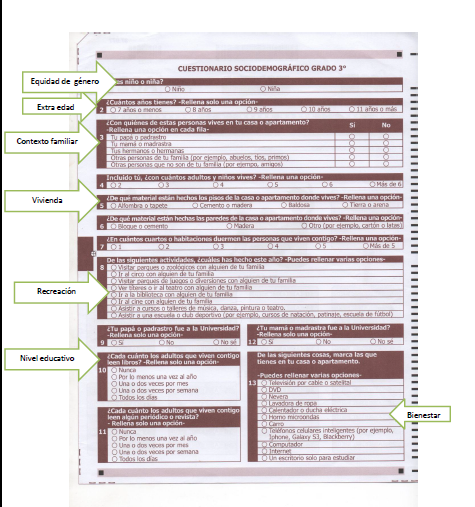 CUESTIONARIO SOCIODEMOGRÁFICO GRADO 3°
Equidad de género
¿Eres niño o niña?
1 Niño Niña
Extra edad
¿Cuántos años tienes? -Rellena solo una opción-
2 7 años o menos 8 años 9 años 10 años 11 años o más
Contexto familiar
¿Con quiénes de estas personas vives en tu casa o apartamento?
-Rellena una opción en cada fila-
Sí No
3 Tu papá o padrastro
Tu mamá o madrastra
Tus hermanos o hermanas
Otras personas de tu familia (por ejemplo, abuelos, tíos, primos)
Otras personas que no son de tu familia (por ejemplo, amigos)
Incluido tú, ¿con cuántos adultos y niños vives? -Rellena una opción-
4 2 3 4 5 6 Más de 6
Vivienda
¿De qué material están hechos los pisos de la casa o apartamento donde vives? -Rellena una opción-
5 Alfombra o tapete Cemento o madera Baldosa Tierra o arena
¿De qué material están hechas las paredes de la casa o apartamento donde vives? -Rellena una opción-
6 Bloque o cemento Madera Otro (por ejemplo, cartón o latas)
¿En cuántos cuartos o habitaciones duermen las personas que viven contigo? -Rellena una opción-
7 1 2 3 4 5 Más de 5
Recreación
De las siguientes actividades, ¿cuáles has hecho este año? -Puedes rellenar varias opciones-
8 Visitar parques o zoológicos con alguien de tu familia
Ir al circo con alguien de tu familia
Visitar parques de juegos o diversiones con alguien de tu familia
Ver títeres o ir al teatro con alguien de tu familia
Ir a la biblioteca con alguien de tu familia
Ir al cine con alguien de tu familia
Asistir a cursos o talleres de música, danza, pintura o teatro.
Asistir a una escuela o club deportivo (por ejemplo, cursos de natación, patinaje, escuela de fútbol)
¿Tu papá o padrastro fue a la Universidad?
-Rellena solo una opción-
9 Sí No No sé
Nivel educativo
¿Cada cuánto los adultos que viven contigo
leen libros? -Rellena solo una opción-
10 Nunca
Por lo menos una vez al año
Una o dos veces por mes
Una o dos veces por semana
Todos los días
¿Cada cuánto los adultos que viven contigo
leen algún periódico o revista?
- Rellena solo una opción-
11 Nunca
Por lo menos una vez al año
Una o dos veces por mes
Una o dos veces por semana
Todos los días
¿Tu mamá o madrastra fue a la Universidad?
-Rellena solo una opción-
12 Sí No No sé
De las siguientes cosas, marca las que
tienes en tu casa o apartamento.
-Puedes rellenar varias opciones-
13 Televisión por cable o satelital
DVD
Nevera
Lavadora de ropa
Calentador o ducha eléctrica
Horno microondas
Carro
Teléfonos celulares inteligentes (por ejemplo,
Iphone, Galaxy S3, Blackberry)
Computador
Internet
Un escritorio solo para estudiar
Bienestar